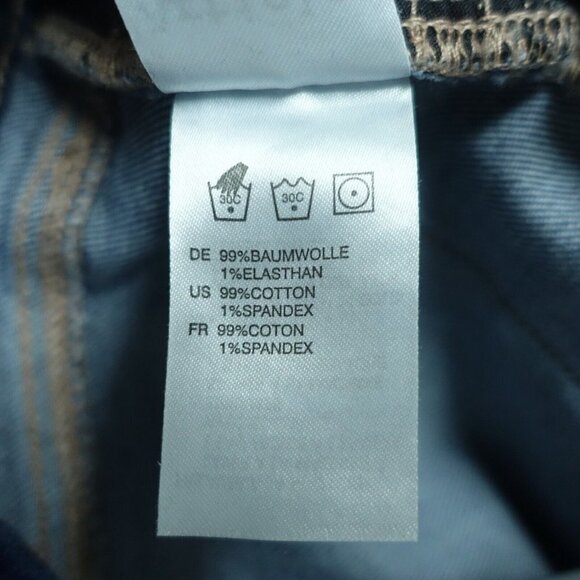 30C 30C
DE 99%BAUMWOLLE
1%ELASTHAN
US 99%COTTON
1%SPANDEX
FR 99%COTON
1%SPANDEX